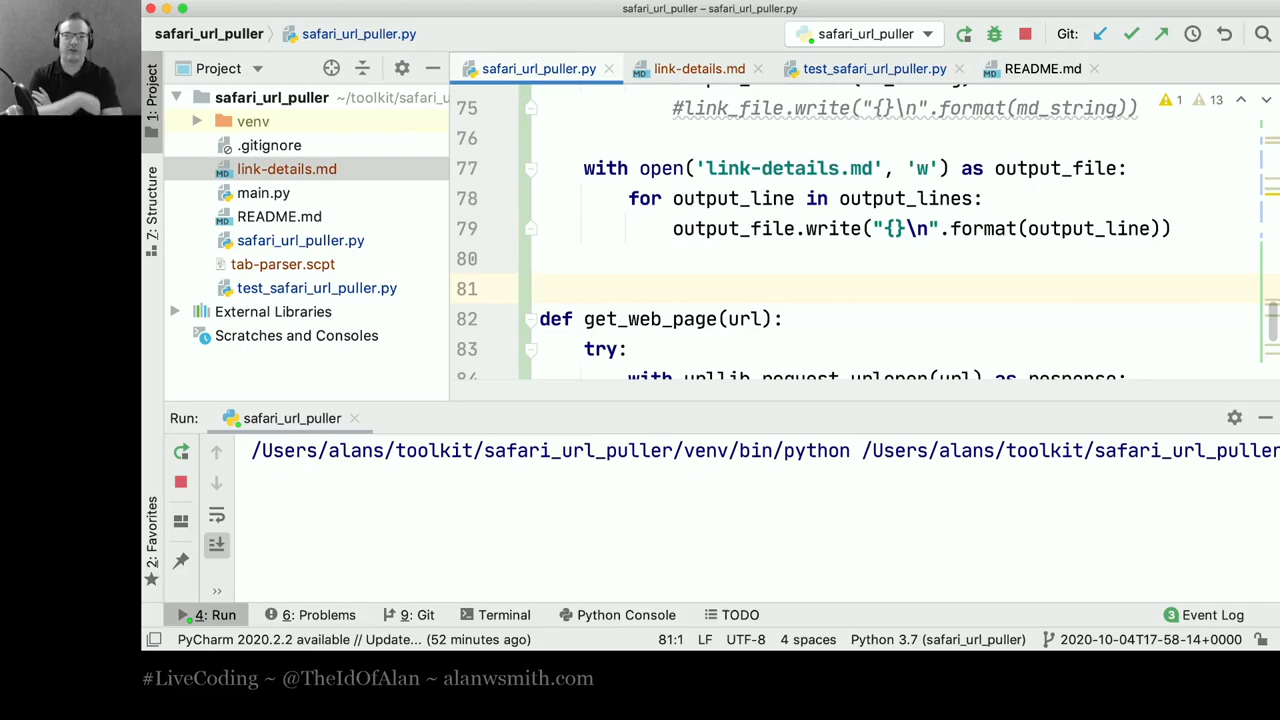 safari_url_puller – safari_url_puller.py
safari_url_puller
safari_url_puller.py
safari_url_puller
Git:
1: Project
Project
safari_url_puller.py
link-details.md
test_safari_url_puller.py
README.md
safari_url_puller ~/toolkit/safari_u
venv
.gitignore
link-details.md
main.py
README.md
safari_url_puller.py
tab-parser.scpt
test_safari_url_puller.py
External Libraries
Scratches and Consoles
Z: Structure
75 #link_file.write("{}\n".format(md_string))
1 13
76
77 with open('link-details.md', 'w') as output_file:
78 for output_line in output_lines:
79 output_file.write("{}\n".format(output_line))
80
81
82 def get_web_page(url):
83 try:
84 with urllib.request.urlopen(url) as response:
Run: safari_url_puller
/Users/alans/toolkit/safari_url_puller/venv/bin/python /Users/alans/toolkit/safari_url_puller
2: Favorites
4: Run
6: Problems
9: Git
Terminal
Python Console
TODO
3 Event Log
PyCharm 2020.2.2 available // Update... (52 minutes ago)
81:1
LF
UTF-8
4 spaces
Python 3.7 (safari_url_puller)
2020-10-04T17-58-14+0000
#LiveCoding ~ @TheIdOfAlan ~ alanwsmith.com